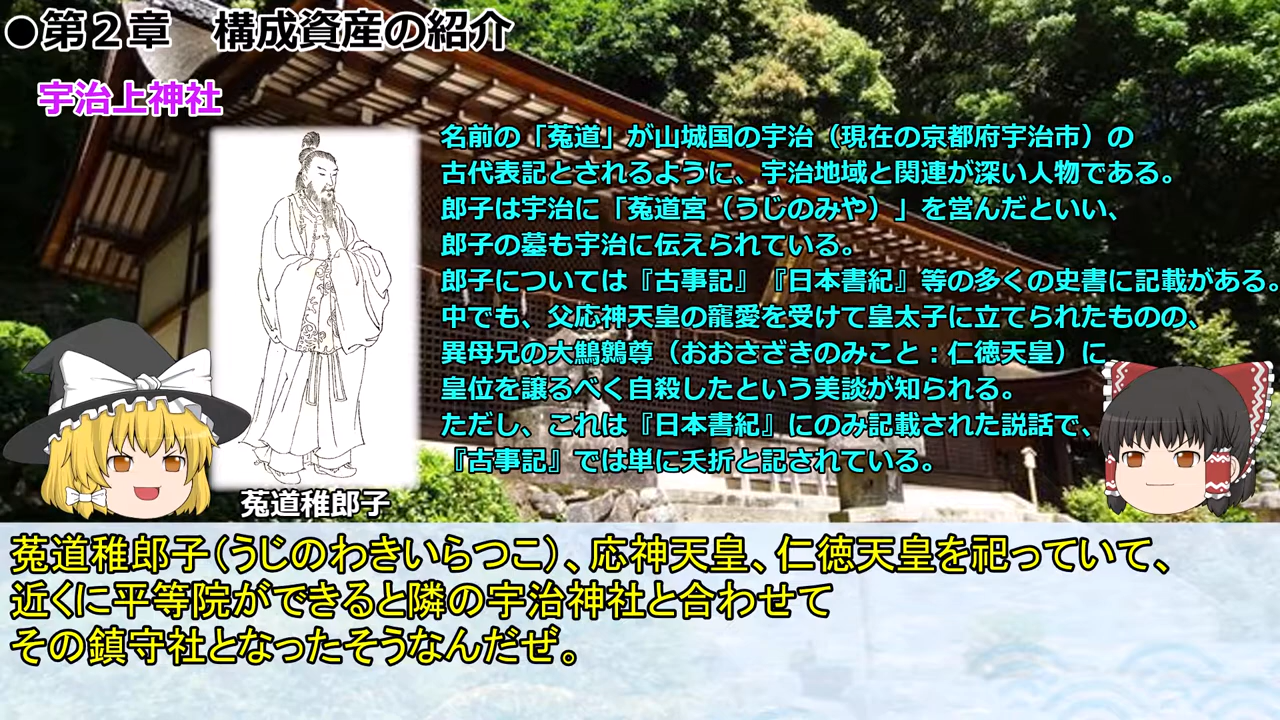 ●第２章　構成資産の紹介
宇治上神社
名前の「菟道」が山城国の宇治（現在の京都府宇治市）の
古代表記とされるように、宇治地域と関連が深い人物である。
郎子は宇治に「菟道宮（うじのみや）」を営んだといい、
郎子の墓も宇治に伝えられている。
郎子については『古事記』『日本書紀』等の多くの史書に記載がある。
中でも、父応神天皇の寵愛を受けて皇太子に立てられたものの、
異母兄の大鷦鷯尊（おおさざきのみこと：仁徳天皇）に
皇位を譲るべく自殺したという美談が知られる。
ただし、これは『日本書紀』にのみ記載された説話で、
『古事記』では単に夭折と記されている。
菟道稚郎子
菟道稚郎子（うじのわきいらつこ）、応神天皇、仁徳天皇を祀っていて、
近くに平等院ができると隣の宇治神社と合わせて
その鎮守社となったそうなんだぜ。